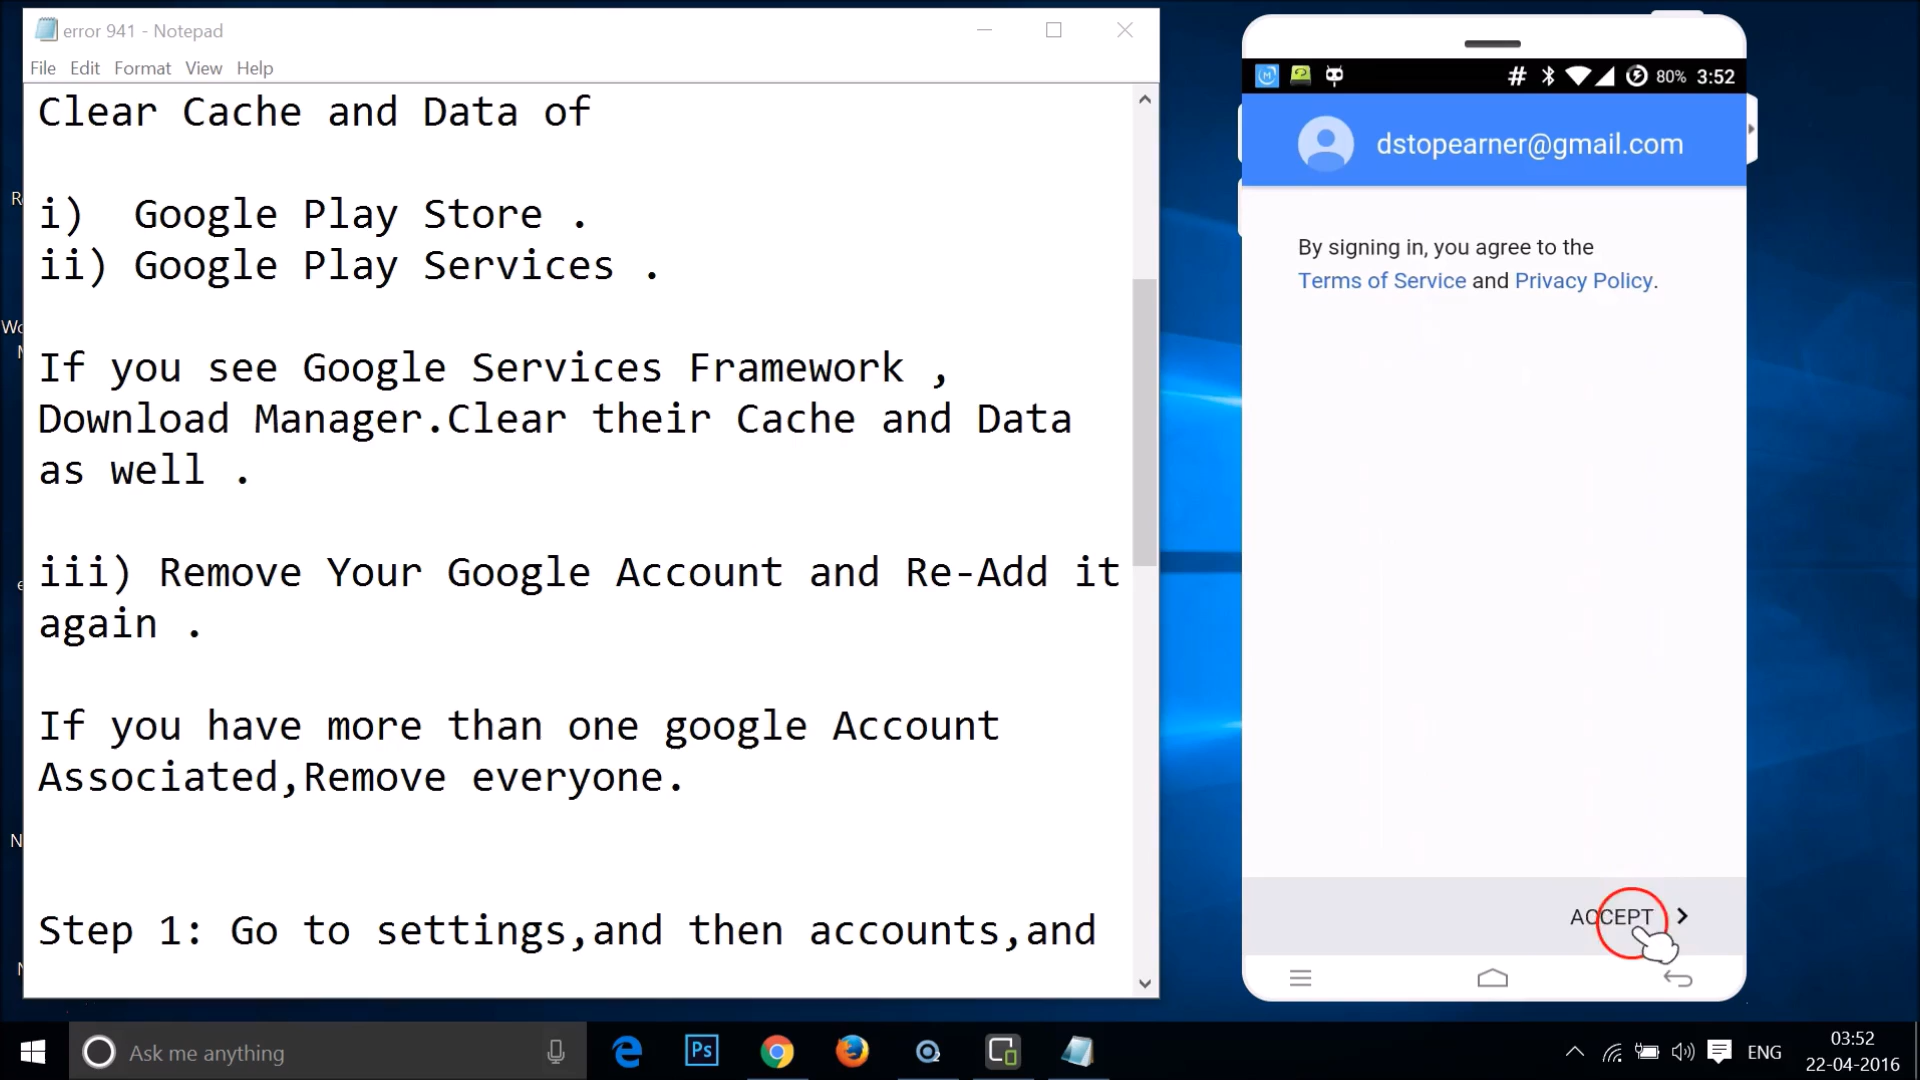 error 941 - Notepad
File Edit Format View Help
Clear Cache and Data of
i)  Google Play Store .
ii) Google Play Services .
If you see Google Services Framework ,
Download Manager.Clear their Cache and Data
as well .
iii) Remove Your Google Account and Re-Add it
again .
If you have more than one google Account
Associated,Remove everyone.
Step 1: Go to settings,and then accounts,and
80% 3:52
dstopearner@gmail.com
By signing in, you agree to the
Terms of Service and Privacy Policy.
ACCEPT
Ask me anything
Ps
ENG
03:52
22-04-2016